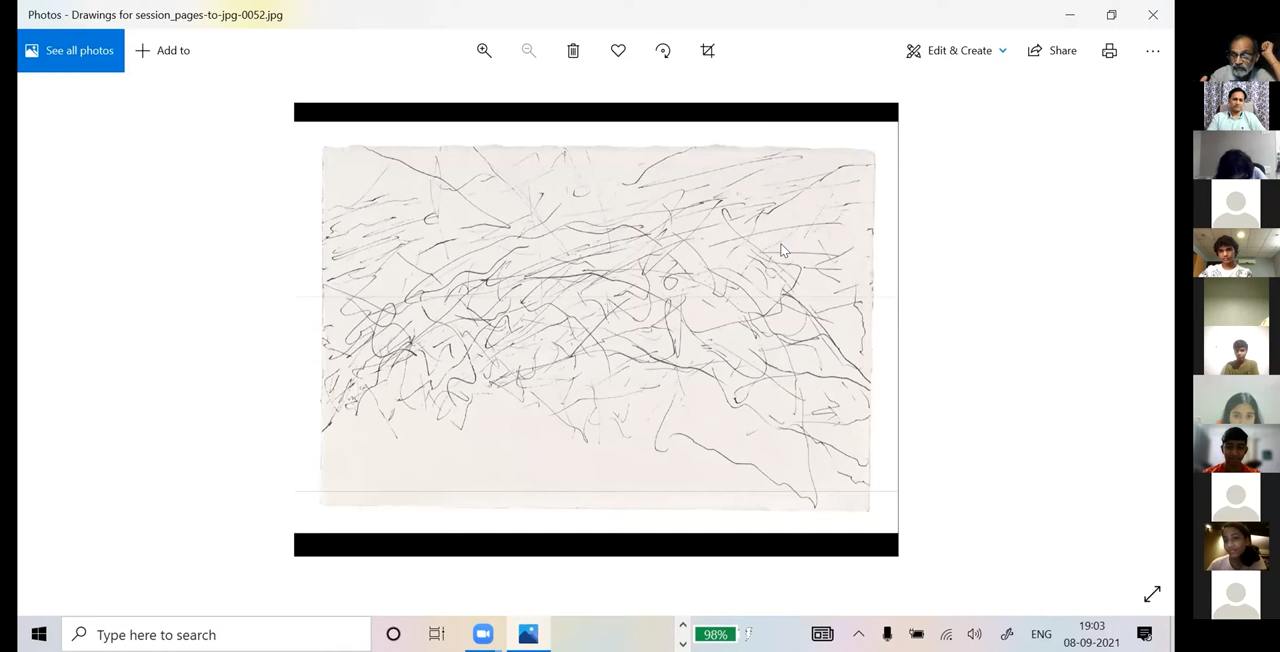 Photos - Drawings for session_pages-to-jpg-0052.jpg
See all photos
Add to
Edit & Create
Share
Type here to search
98%
ENG
19:03
08-09-2021